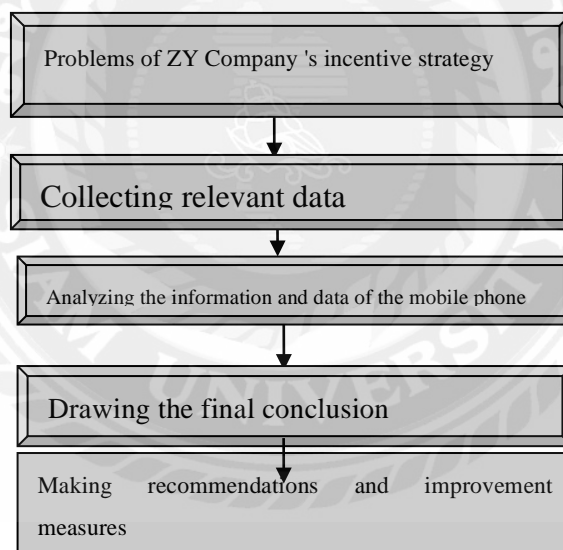 Problems of ZY Company 's incentive strategy
Collecting relevant data
Analyzing the information and data of the mobile phone
Drawing the final conclusion
Making recommendations and improvement
measures
UNIVERSITY